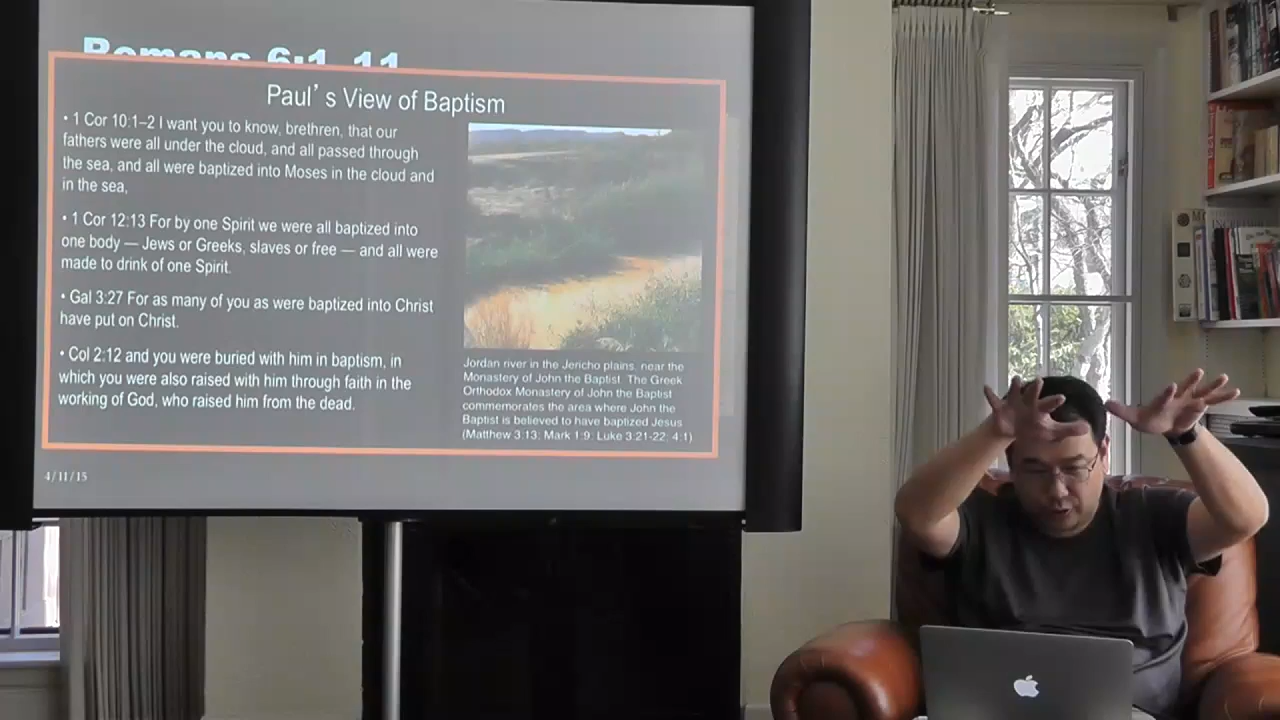 Romans 6:1-11
Paul's View of Baptism
• 1 Cor 10:1–2 I want you to know, brethren, that our
fathers were all under the cloud, and all passed through
the sea, and all were baptized into Moses in the cloud and
in the sea,
• 1 Cor 12:13 For by one Spirit we were all baptized into
one body — Jews or Greeks, slaves or free — and all were
made to drink of one Spirit.
• Gal 3:27 For as many of you as were baptized into Christ
have put on Christ.
• Col 2:12 and you were buried with him in baptism, in
which you were also raised with him through faith in the
working of God, who raised him from the dead.
Jordan river in the Jericho plains, near the
Monastery of John the Baptist. The Greek
Orthodox Monastery of John the Baptist
commemorates the area where John the
Baptist is believed to have baptized Jesus
(Matthew 3:13; Mark 1:9; Luke 3:21-22; 4:1)
4/11/15